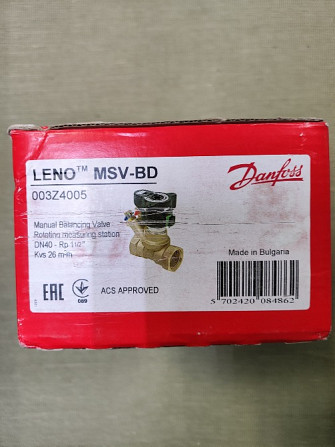 LENO™ MSV-BD
003Z4005
Danfoss
Manual Balancing Valve
Rotating measuring station
DN40 - Rp 1½"
Kvs 26 m³/h
Made in Bulgaria
EAC
089
ACS APPROVED
5 702420 084862